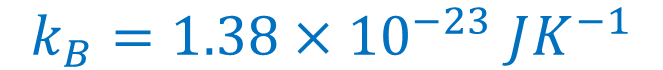 k_B = 1.38 × 10^{-23} JK^{-1}